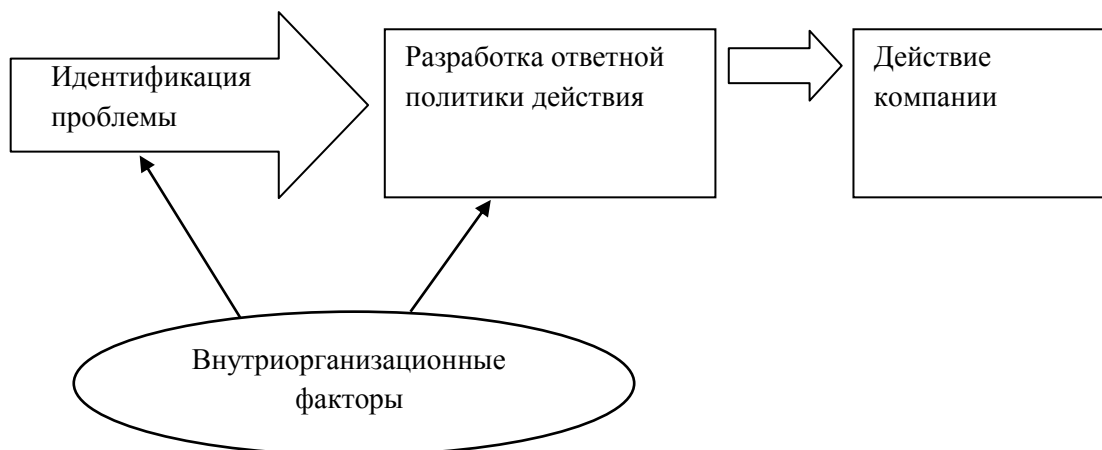 Идентификация
проблемы
Разработка ответной
политики действия
Действие
компании
Внутриорганизационные
факторы